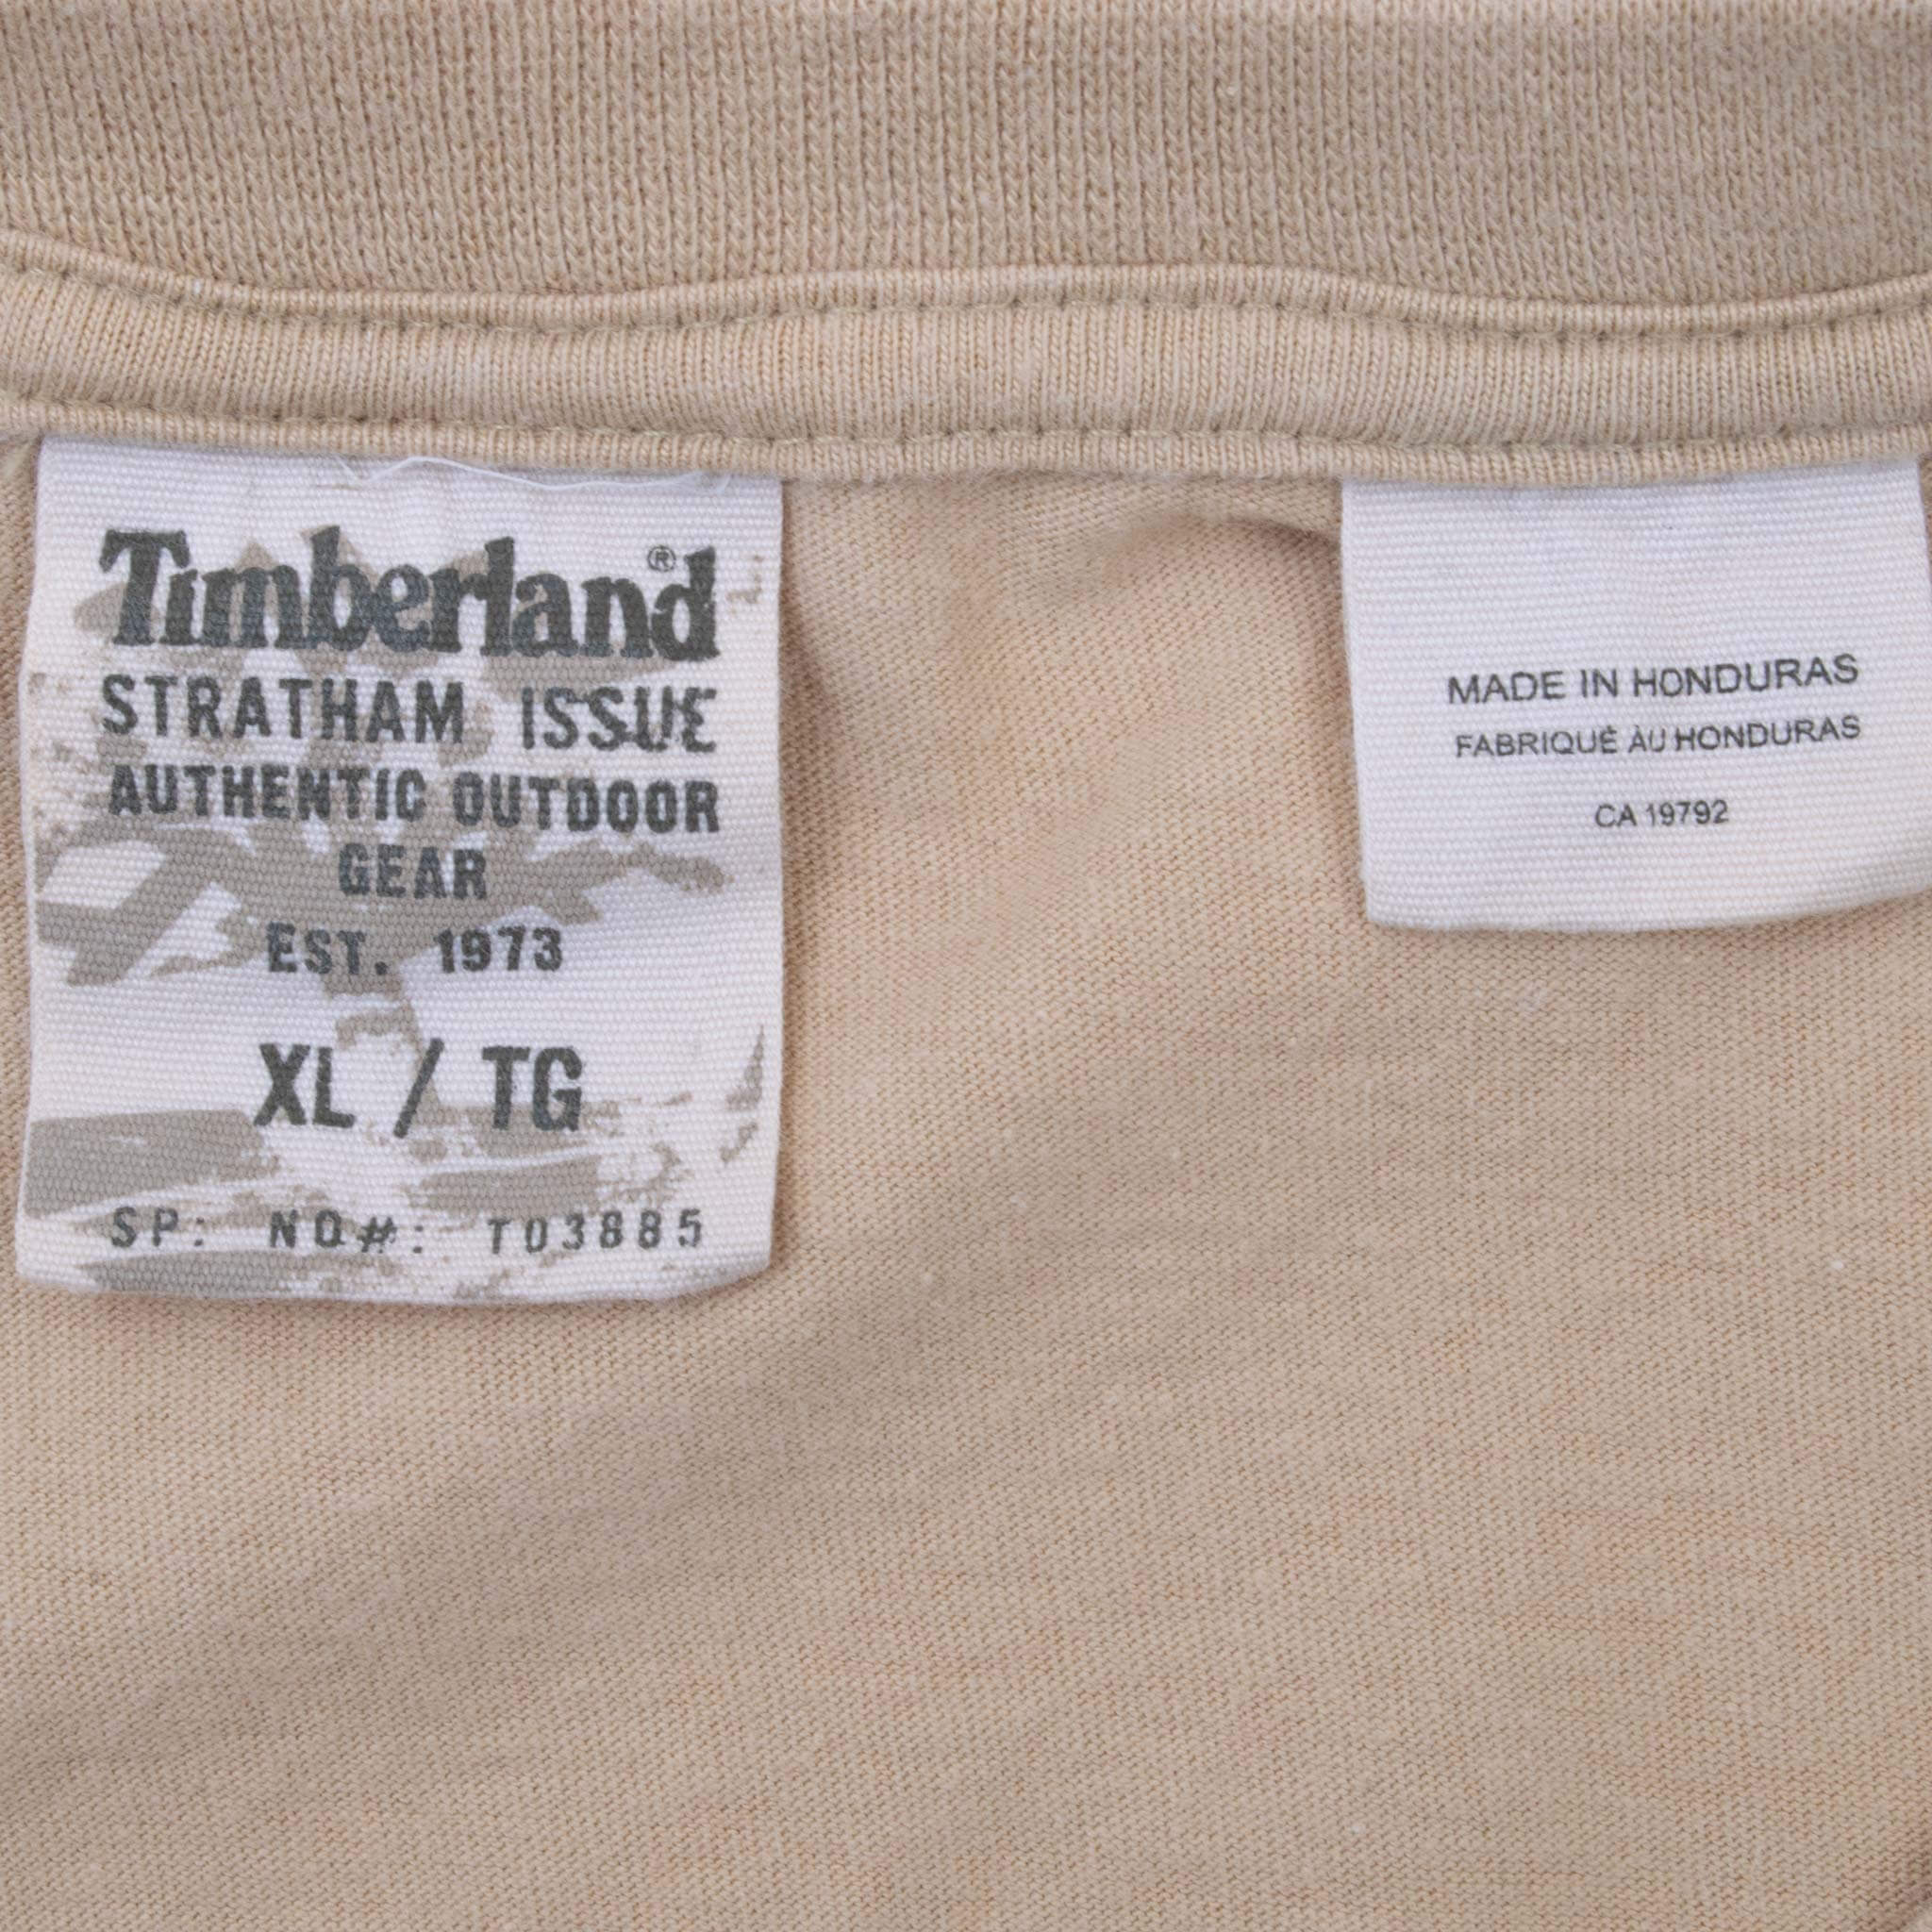 Timberland®
STRATHAM ISSUE
AUTHENTIC OUTDOOR
GEAR
EST. 1973
XL / TG
SP: NO#: T03885
MADE IN HONDURAS
FABRIQUÉ AU HONDURAS
CA 19792